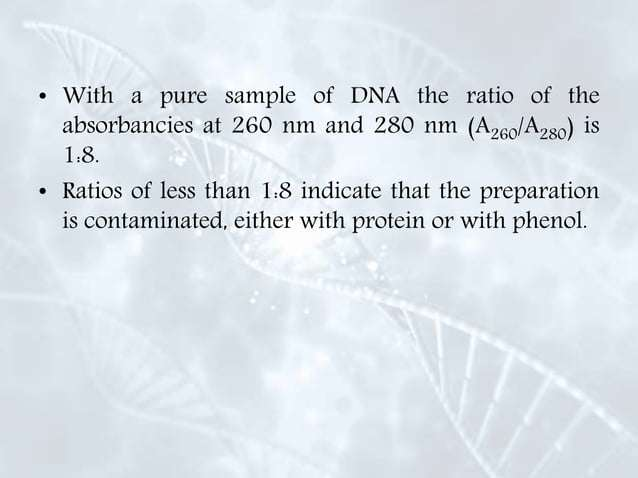 • With a pure sample of DNA the ratio of the
absorbancies at 260 nm and 280 nm (A260/A280) is
1:8.
• Ratios of less than 1:8 indicate that the preparation
is contaminated, either with protein or with phenol.